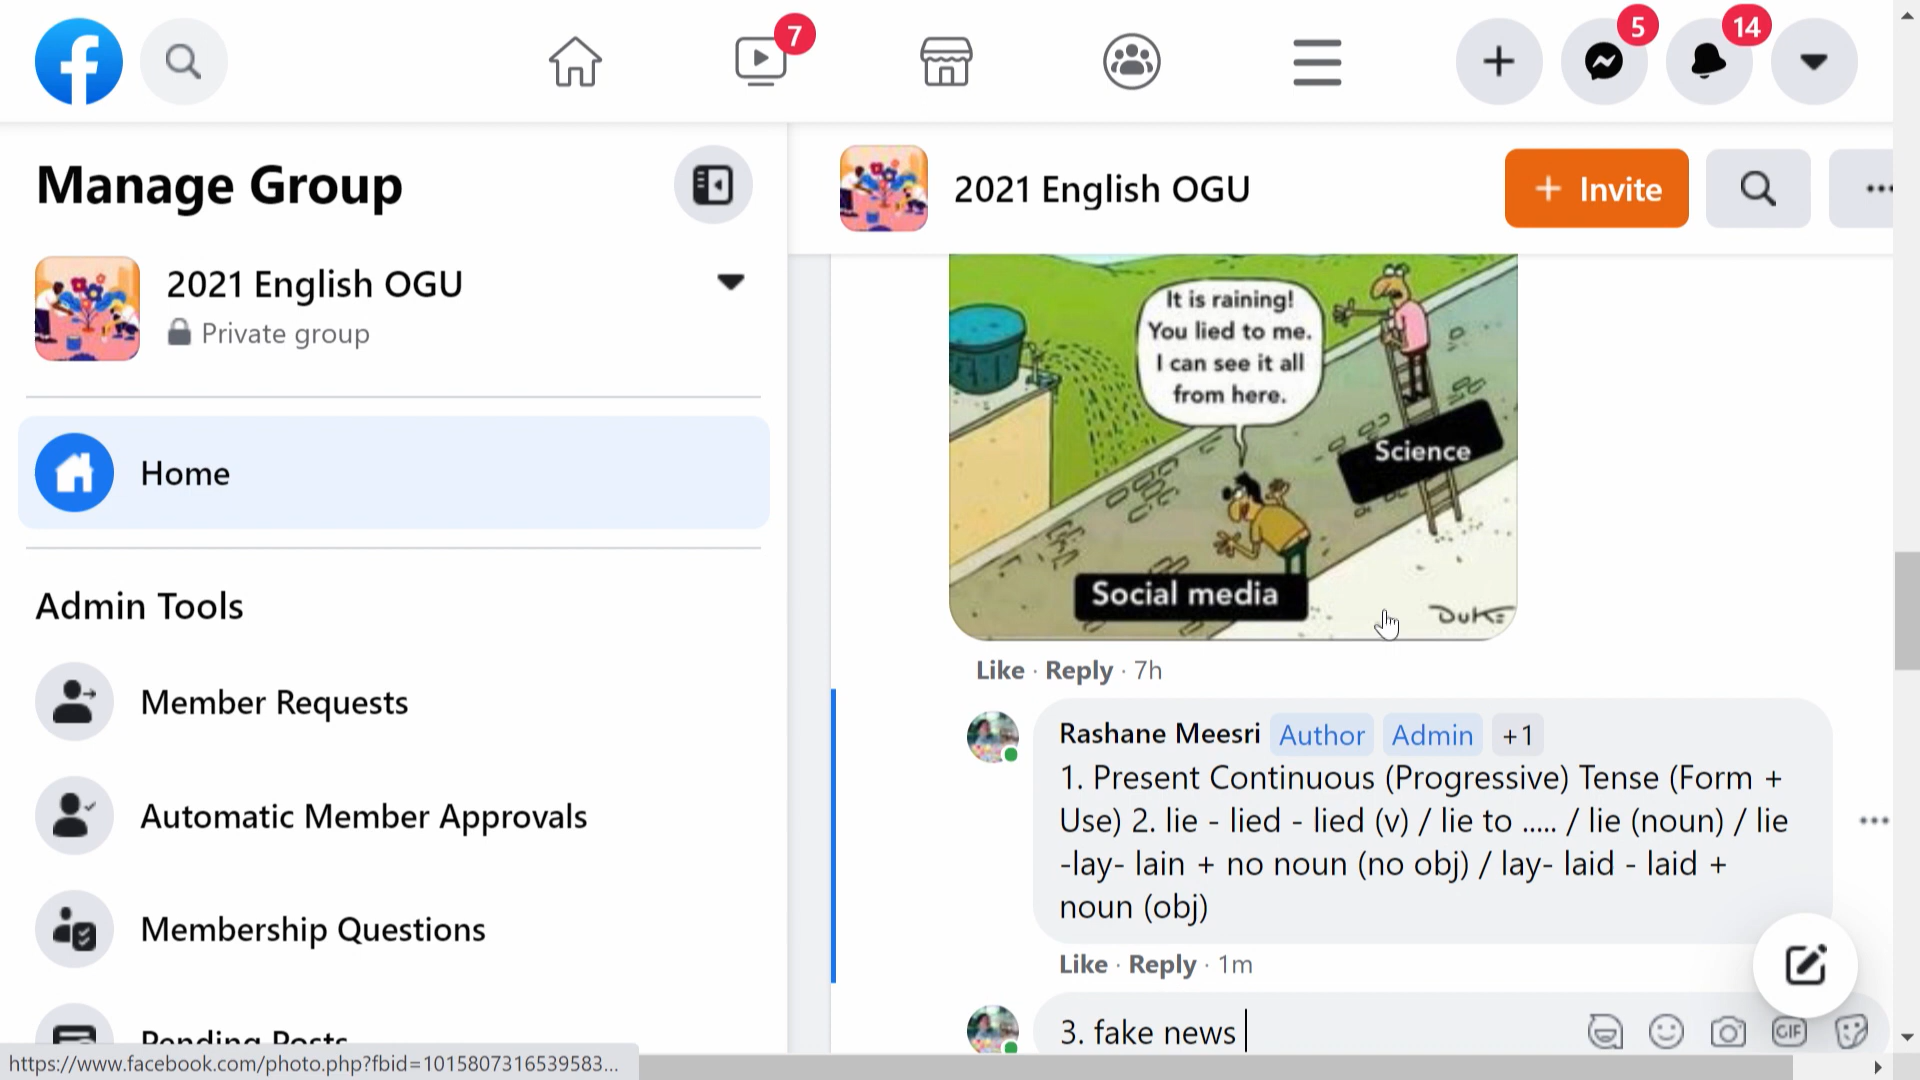 7
5
14
Manage Group
2021 English OGU
Private group
Home
Admin Tools
Member Requests
Automatic Member Approvals
Membership Questions
Pending Posts
https://www.facebook.com/photo.php?fbid=1015807316539583...
2021 English OGU
+ Invite
It is raining!
You lied to me.
I can see it all
from here.
Science
Social media
DUKE
Like · Reply · 7h
Rashane Meesri Author Admin +1
1. Present Continuous (Progressive) Tense (Form +
Use) 2. lie - lied - lied (v) / lie to ..... / lie (noun) / lie
-lay- lain + no noun (no obj) / lay- laid - laid +
noun (obj)
Like · Reply · 1m
3. fake news
GIF